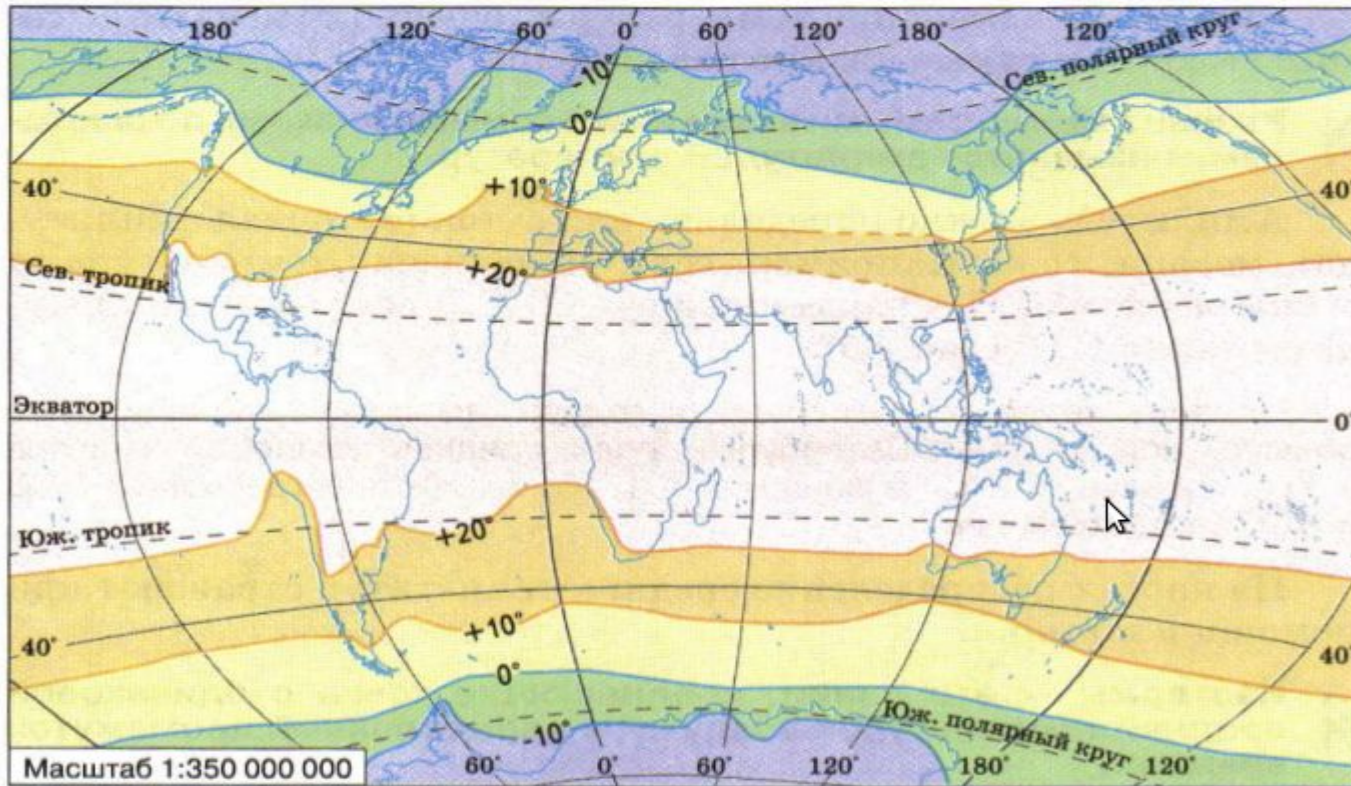 180° 120° 60° 0° 60° 120° 180° 120°
Сев. полярный круг
-10°
0°
+10°
40° 40°
+20°
Сев. тропик
Экватор 0°
Юж. тропик
+20°
+10°
40° 40°
0°
-10°
Юж. полярный круг
Масштаб 1:350 000 000
60° 0° 60° 120° 180° 120°